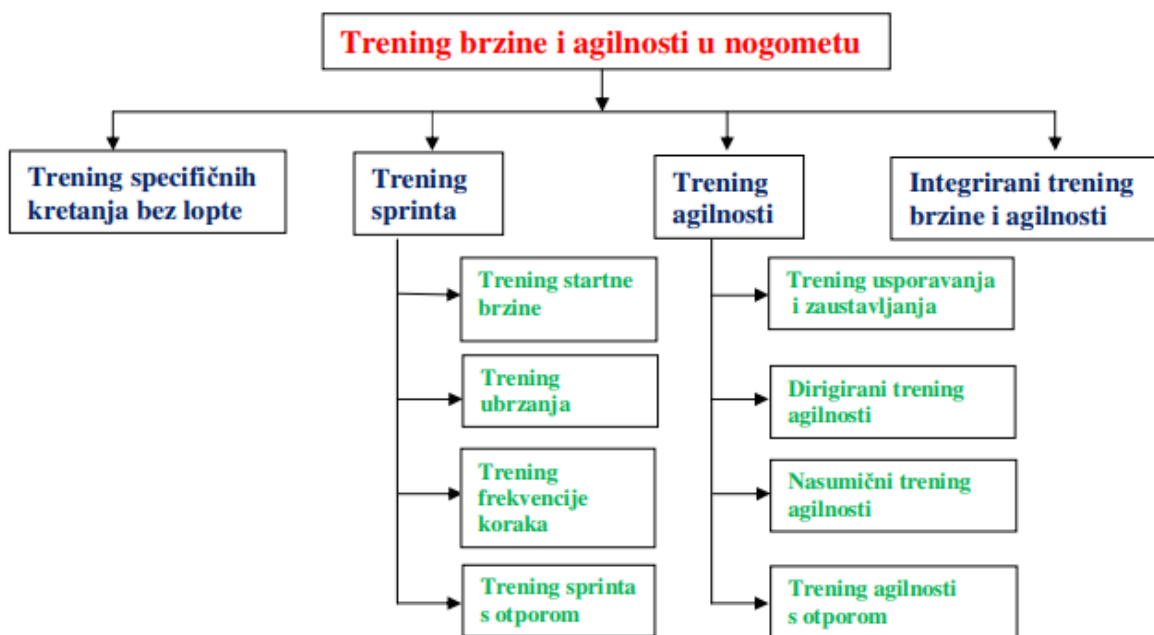 Trening brzine i agilnosti u nogometu
Trening specifičnih
kretanja bez lopte
Trening
sprinta
Trening
agilnosti
Integrirani trening
brzine i agilnosti
Trening startne
brzine
Trening
ubrzanja
Trening
frekvencije
koraka
Trening sprinta
s otporom
Trening usporavanja
i zaustavljanja
Dirigirani trening
agilnosti
Nasumični trening
agilnosti
Trening agilnosti
s otporom